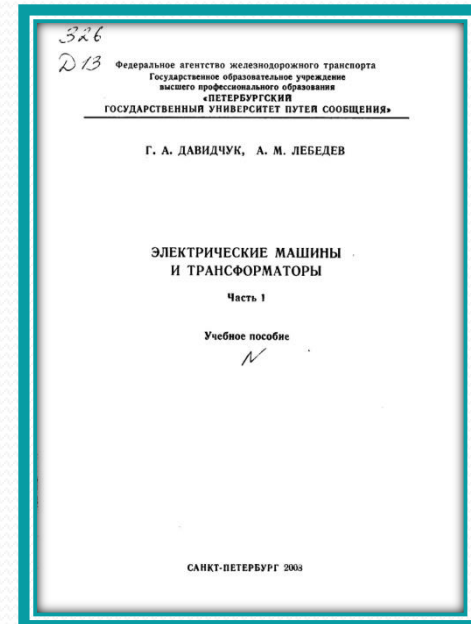 326
Д13
Федеральное агентство железнодорожного транспорта
Государственное образовательное учреждение
высшего профессионального образования
«ПЕТЕРБУРГСКИЙ
ГОСУДАРСТВЕННЫЙ УНИВЕРСИТЕТ ПУТЕЙ СООБЩЕНИЯ»
Г. А. ДАВИДЧУК, А. М. ЛЕБЕДЕВ
ЭЛЕКТРИЧЕСКИЕ МАШИНЫ
И ТРАНСФОРМАТОРЫ
Часть 1
Учебное пособие
САНКТ-ПЕТЕРБУРГ 2008